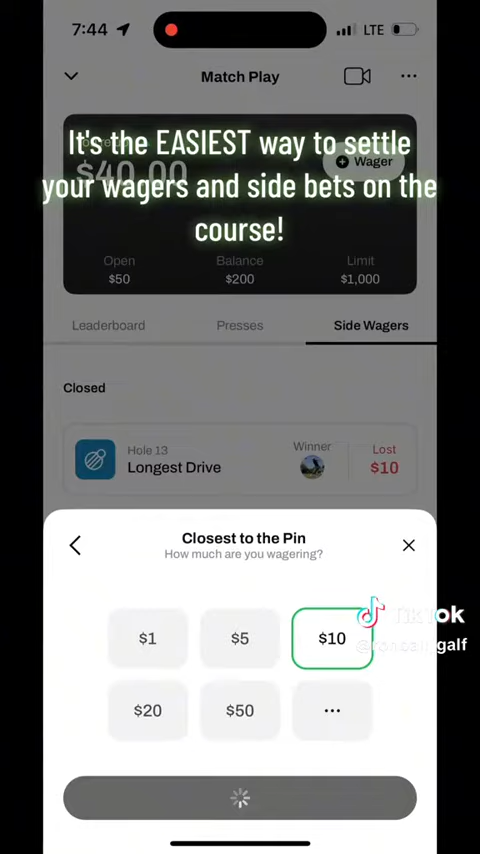 7:44
LTE
Match Play
It's the EASIEST way to settle
your wagers and side bets on the
course!
$40.00
Wager
Open
Balance
Limit
$50
$200
$1,000
Leaderboard
Presses
Side Wagers
Closed
Hole 13
Longest Drive
Winner
Lost
$10
Closest to the Pin
How much are you wagering?
$1
$5
$10
TikTok
$20
$50